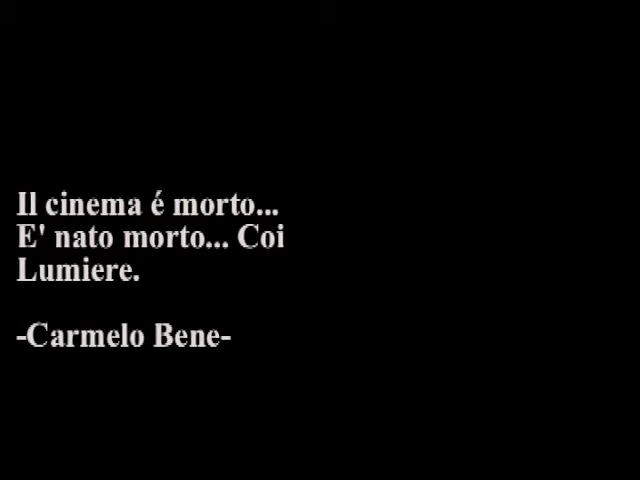 Il cinema é morto...
E' nato morto... Coi
Lumiere.
-Carmelo Bene-